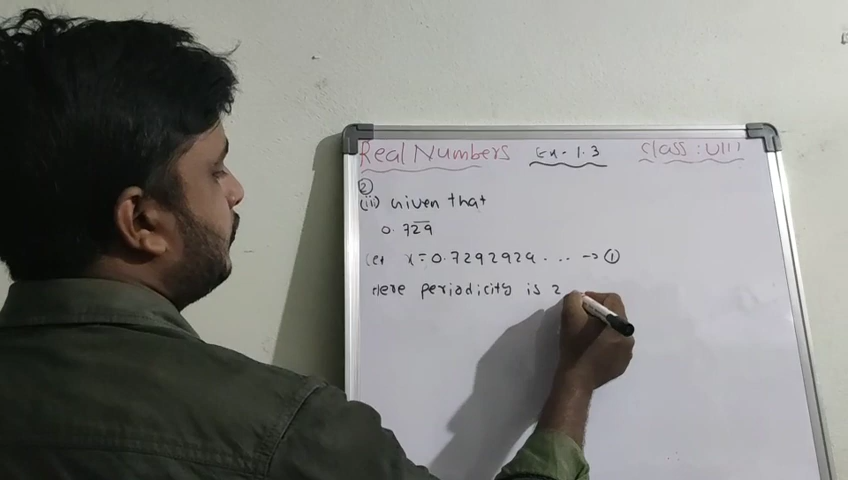 Real Numbers Ex-1.3 Class: VIII
②
(iii) Given that
0.72̅9̅
Let x = 0.7292929..... → ①
Here periodicity is 2